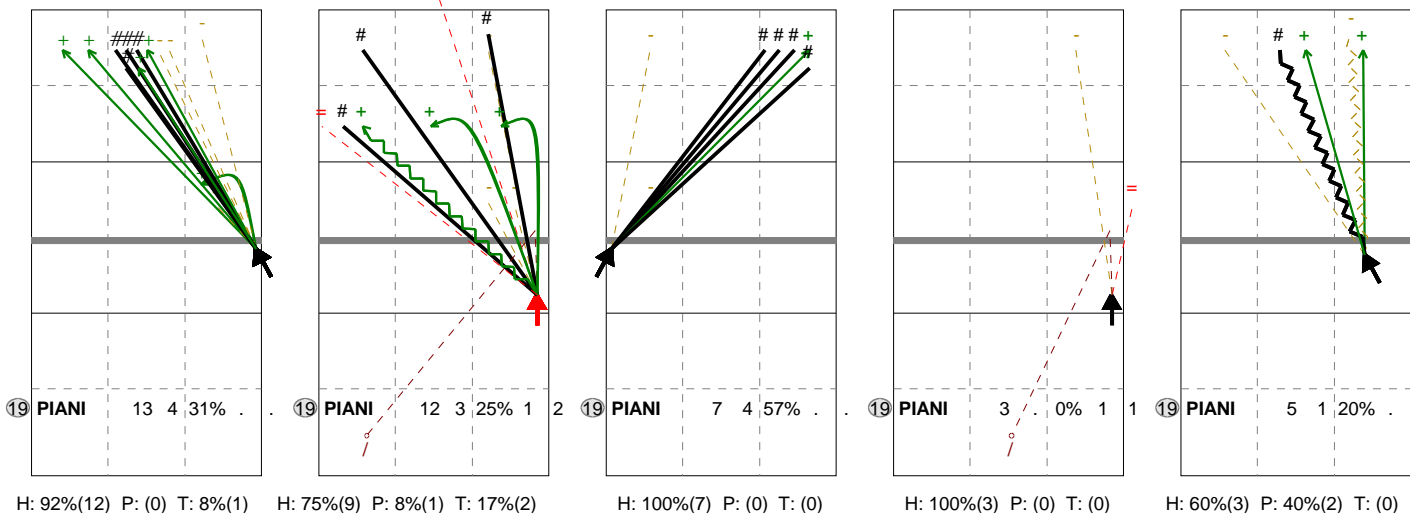 19 PIANI 13 4 31% . .
19 PIANI 12 3 25% 1 2
19 PIANI 7 4 57% . .
19 PIANI 3 . 0% 1 1
19 PIANI 5 1 20% .
H: 92%(12) P: (0) T: 8%(1)
H: 75%(9) P: 8%(1) T: 17%(2)
H: 100%(7) P: (0) T: (0)
H: 100%(3) P: (0) T: (0)
H: 60%(3) P: 40%(2) T: (0)